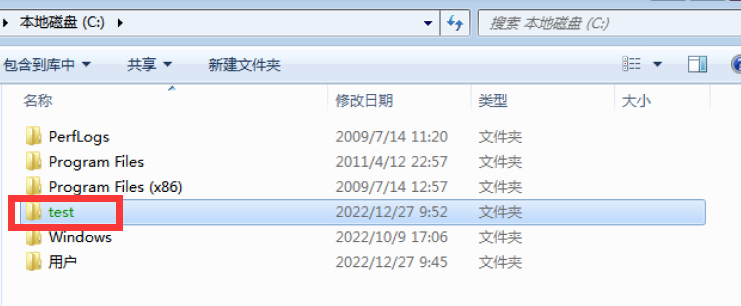 本地磁盘 (C:)
搜索 本地磁盘 (C:)
包含到库中 共享 新建文件夹
名称 修改日期 类型 大小
PerfLogs 2009/7/14 11:20 文件夹
Program Files 2011/4/12 22:57 文件夹
Program Files (x86) 2009/7/14 12:57 文件夹
test 2022/12/27 9:52 文件夹
Windows 2022/10/9 17:06 文件夹
用户 2022/12/27 9:45 文件夹